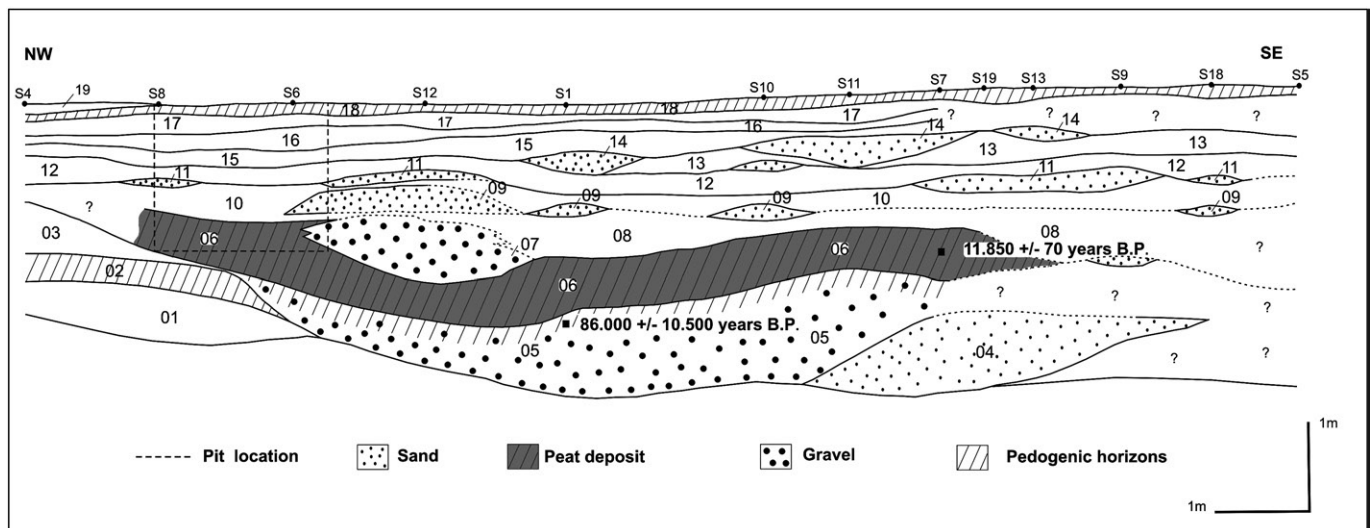 NW
SE
S4 19 S8 S6 S12 S1 S10 S11 S7 S19 S13 S9 S18 S5
18 18
17 17 17 ? ? ? ?
16 16 14 14
15 15 14 13 13 13
12 11 11 12 11 12 11
10 09 09 09 10 09
? 03 06 07 08 06 08 ?
11.850 +/- 70 years B.P.
02 06 ? ? ?
01 86.000 +/- 10.500 years B.P.
05 05 04 ? ?
1m
Pit location Sand Peat deposit Gravel Pedogenic horizons
1m